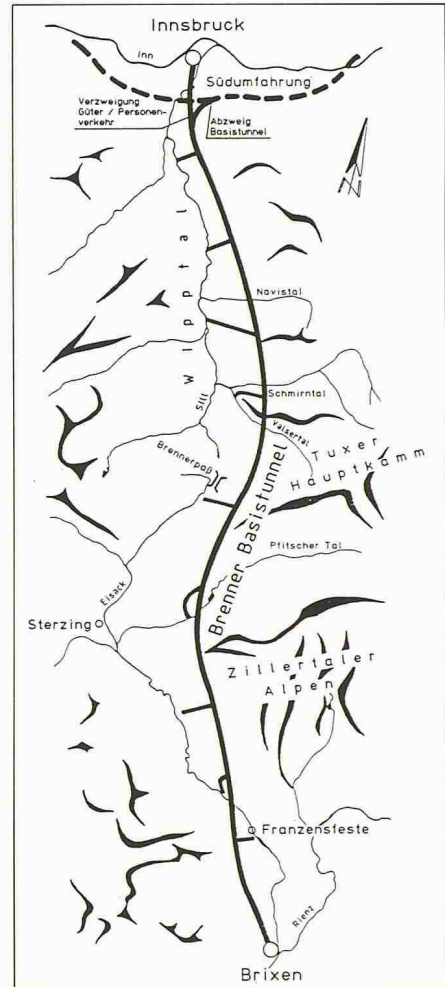 Innsbruck
Inn
Südumfahrung
Verzweigung
Güter / Personen-
verkehr
Abzweig
Basistunnel
Wipptal
Navistal
Sill
Schmirntal
Valsertal
Tuxer
Hauptkamm
Brennerpaß
Brenner Basistunnel
Pfitscher Tal
Eisack
Sterzing
Zillertaler
Alpen
Franzensfeste
Rienz
Brixen